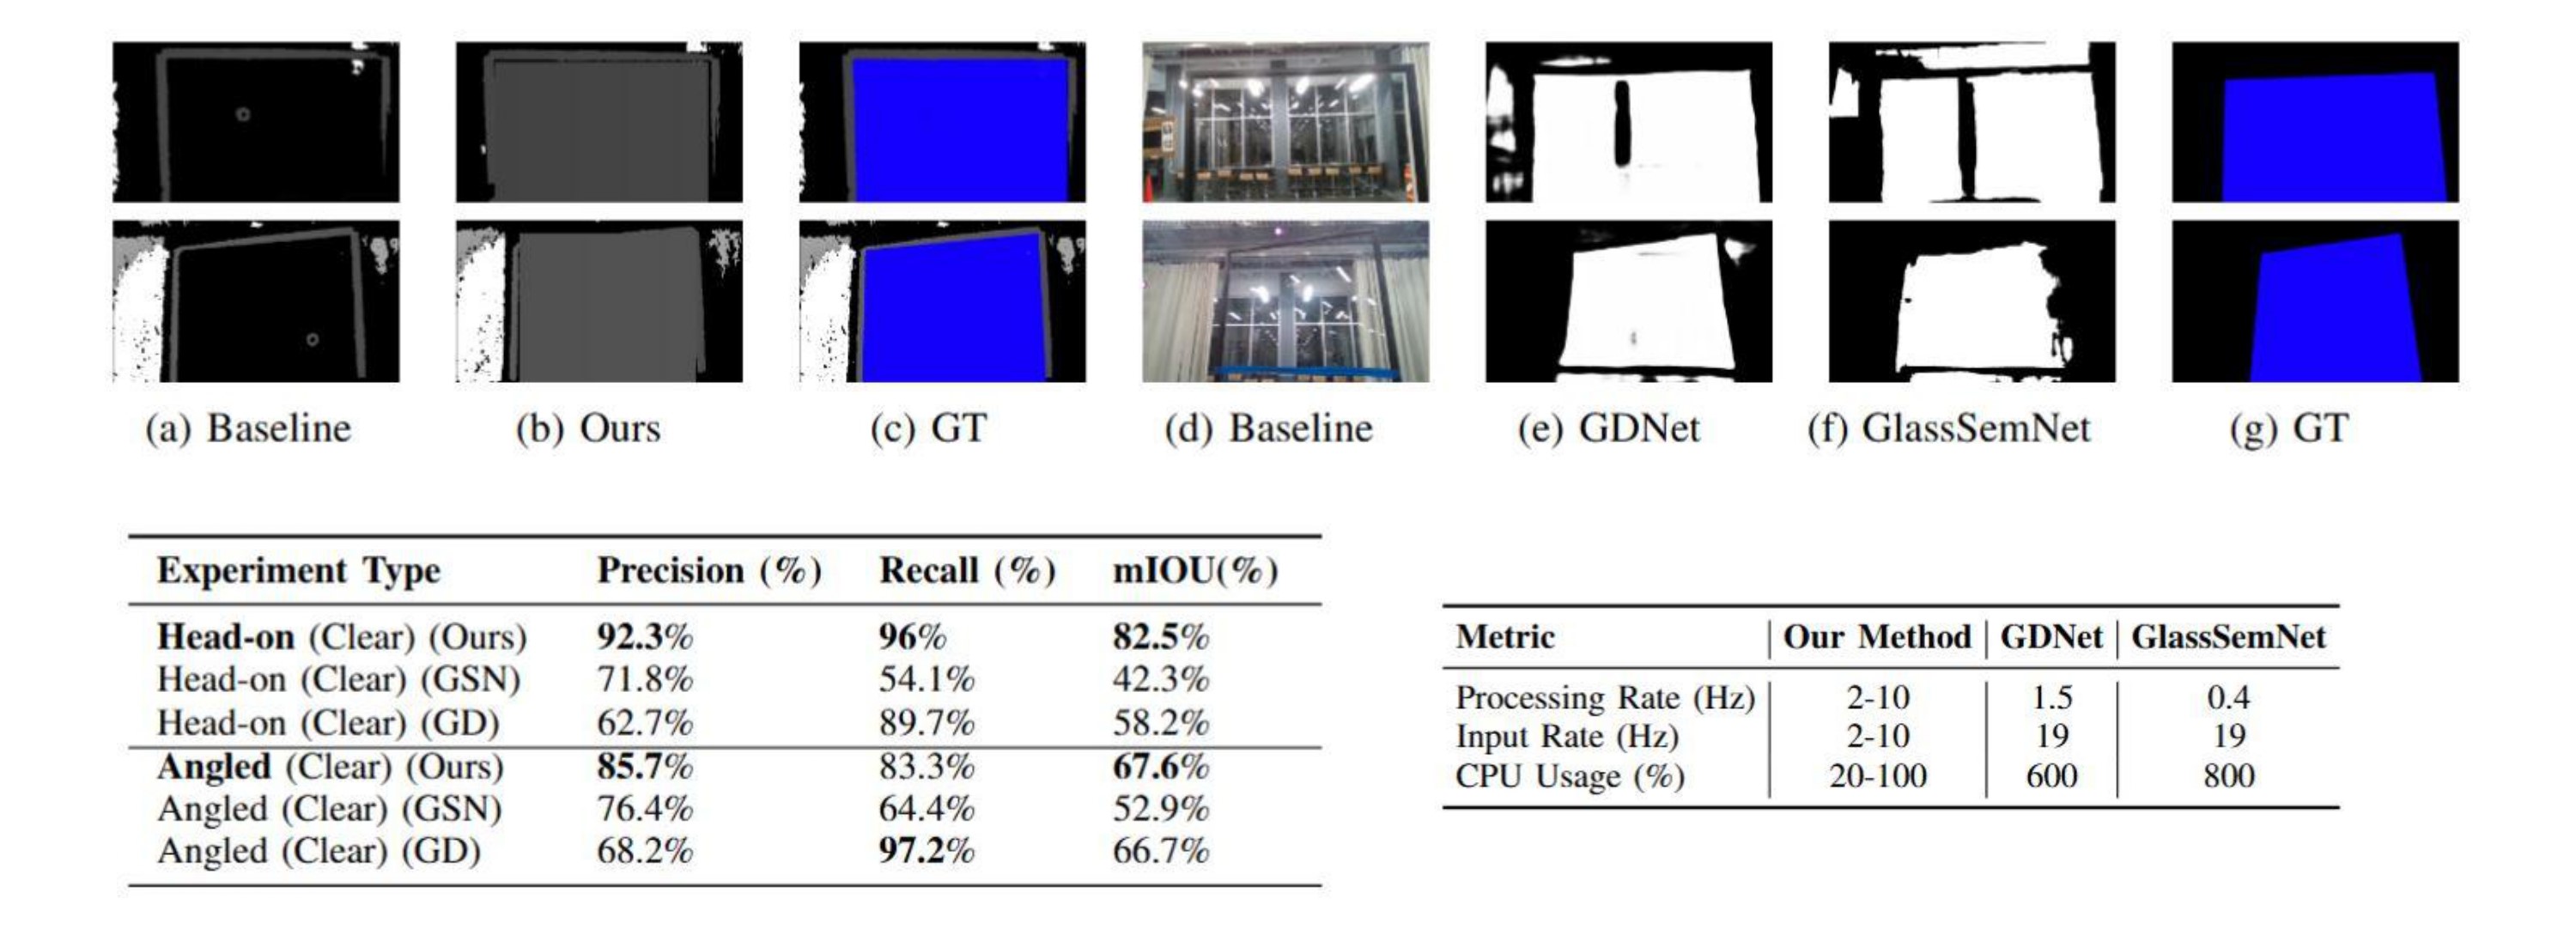 (a) Baseline (b) Ours (c) GT (d) Baseline (e) GDNet (f) GlassSemNet (g) GT
Experiment Type Precision (%) Recall (%) mIOU(%)
Head-on (Clear) (Ours) 92.3% 96% 82.5%
Head-on (Clear) (GSN) 71.8% 54.1% 42.3%
Head-on (Clear) (GD) 62.7% 89.7% 58.2%
Angled (Clear) (Ours) 85.7% 83.3% 67.6%
Angled (Clear) (GSN) 76.4% 64.4% 52.9%
Angled (Clear) (GD) 68.2% 97.2% 66.7%
Metric Our Method GDNet GlassSemNet
Processing Rate (Hz) 2-10 1.5 0.4
Input Rate (Hz) 2-10 19 19
CPU Usage (%) 20-100 600 800